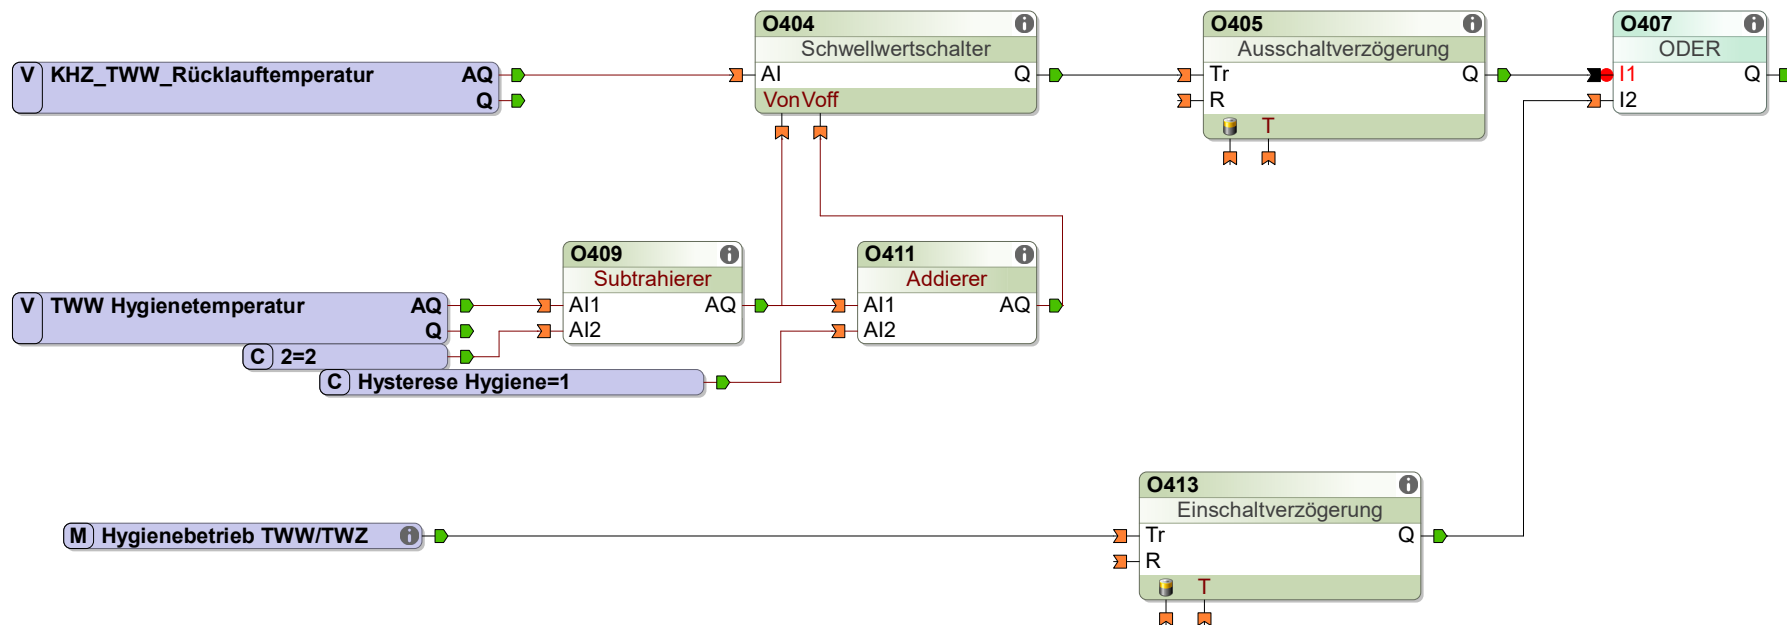 O404
Schwellwertschalter
AI Q
VonVoff
O405
Ausschaltverzögerung
Tr Q
R
T
O407
ODER
I1 Q
I2
V KHZ_TWW_Rücklauftemperatur AQ
Q
O409
Subtrahierer
AI1 AQ
AI2
O411
Addierer
AI1 AQ
AI2
V TWW Hygienetemperatur AQ
Q
C 2=2
C Hysterese Hygiene=1
O413
Einschaltverzögerung
Tr Q
R
T
M Hygienebetrieb TWW/TWZ